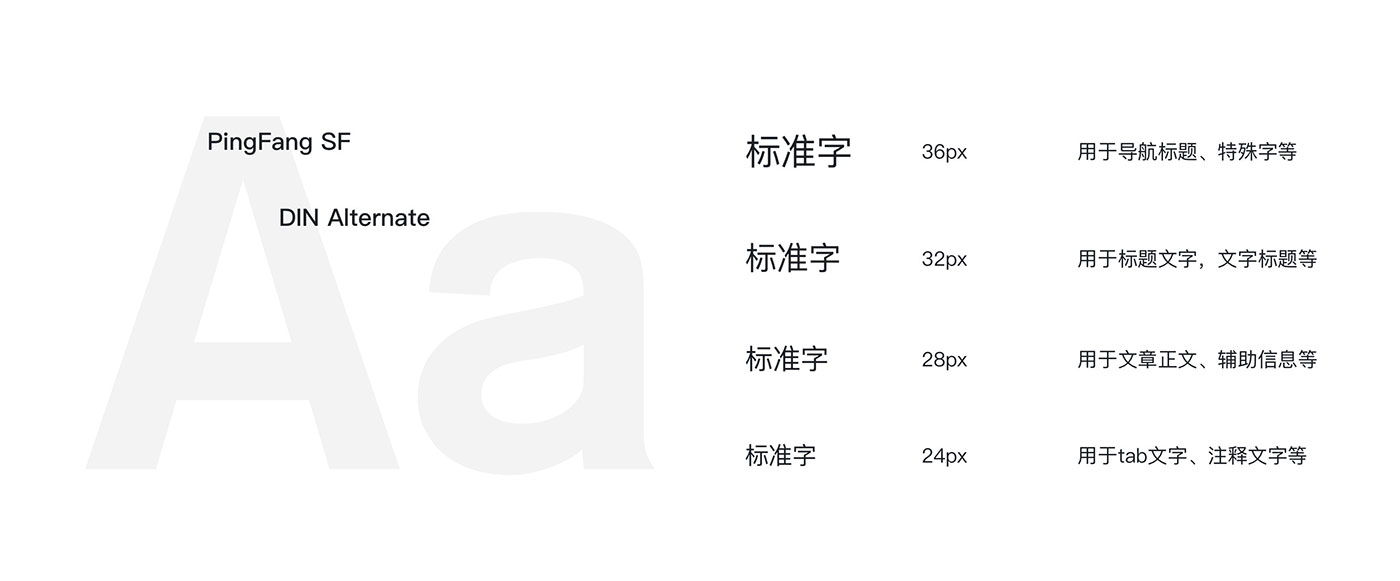 Aa
PingFang SF
DIN Alternate
标准字 36px 用于导航标题、特殊字等
标准字 32px 用于标题文字，文字标题等
标准字 28px 用于文章正文、辅助信息等
标准字 24px 用于tab文字、注释文字等